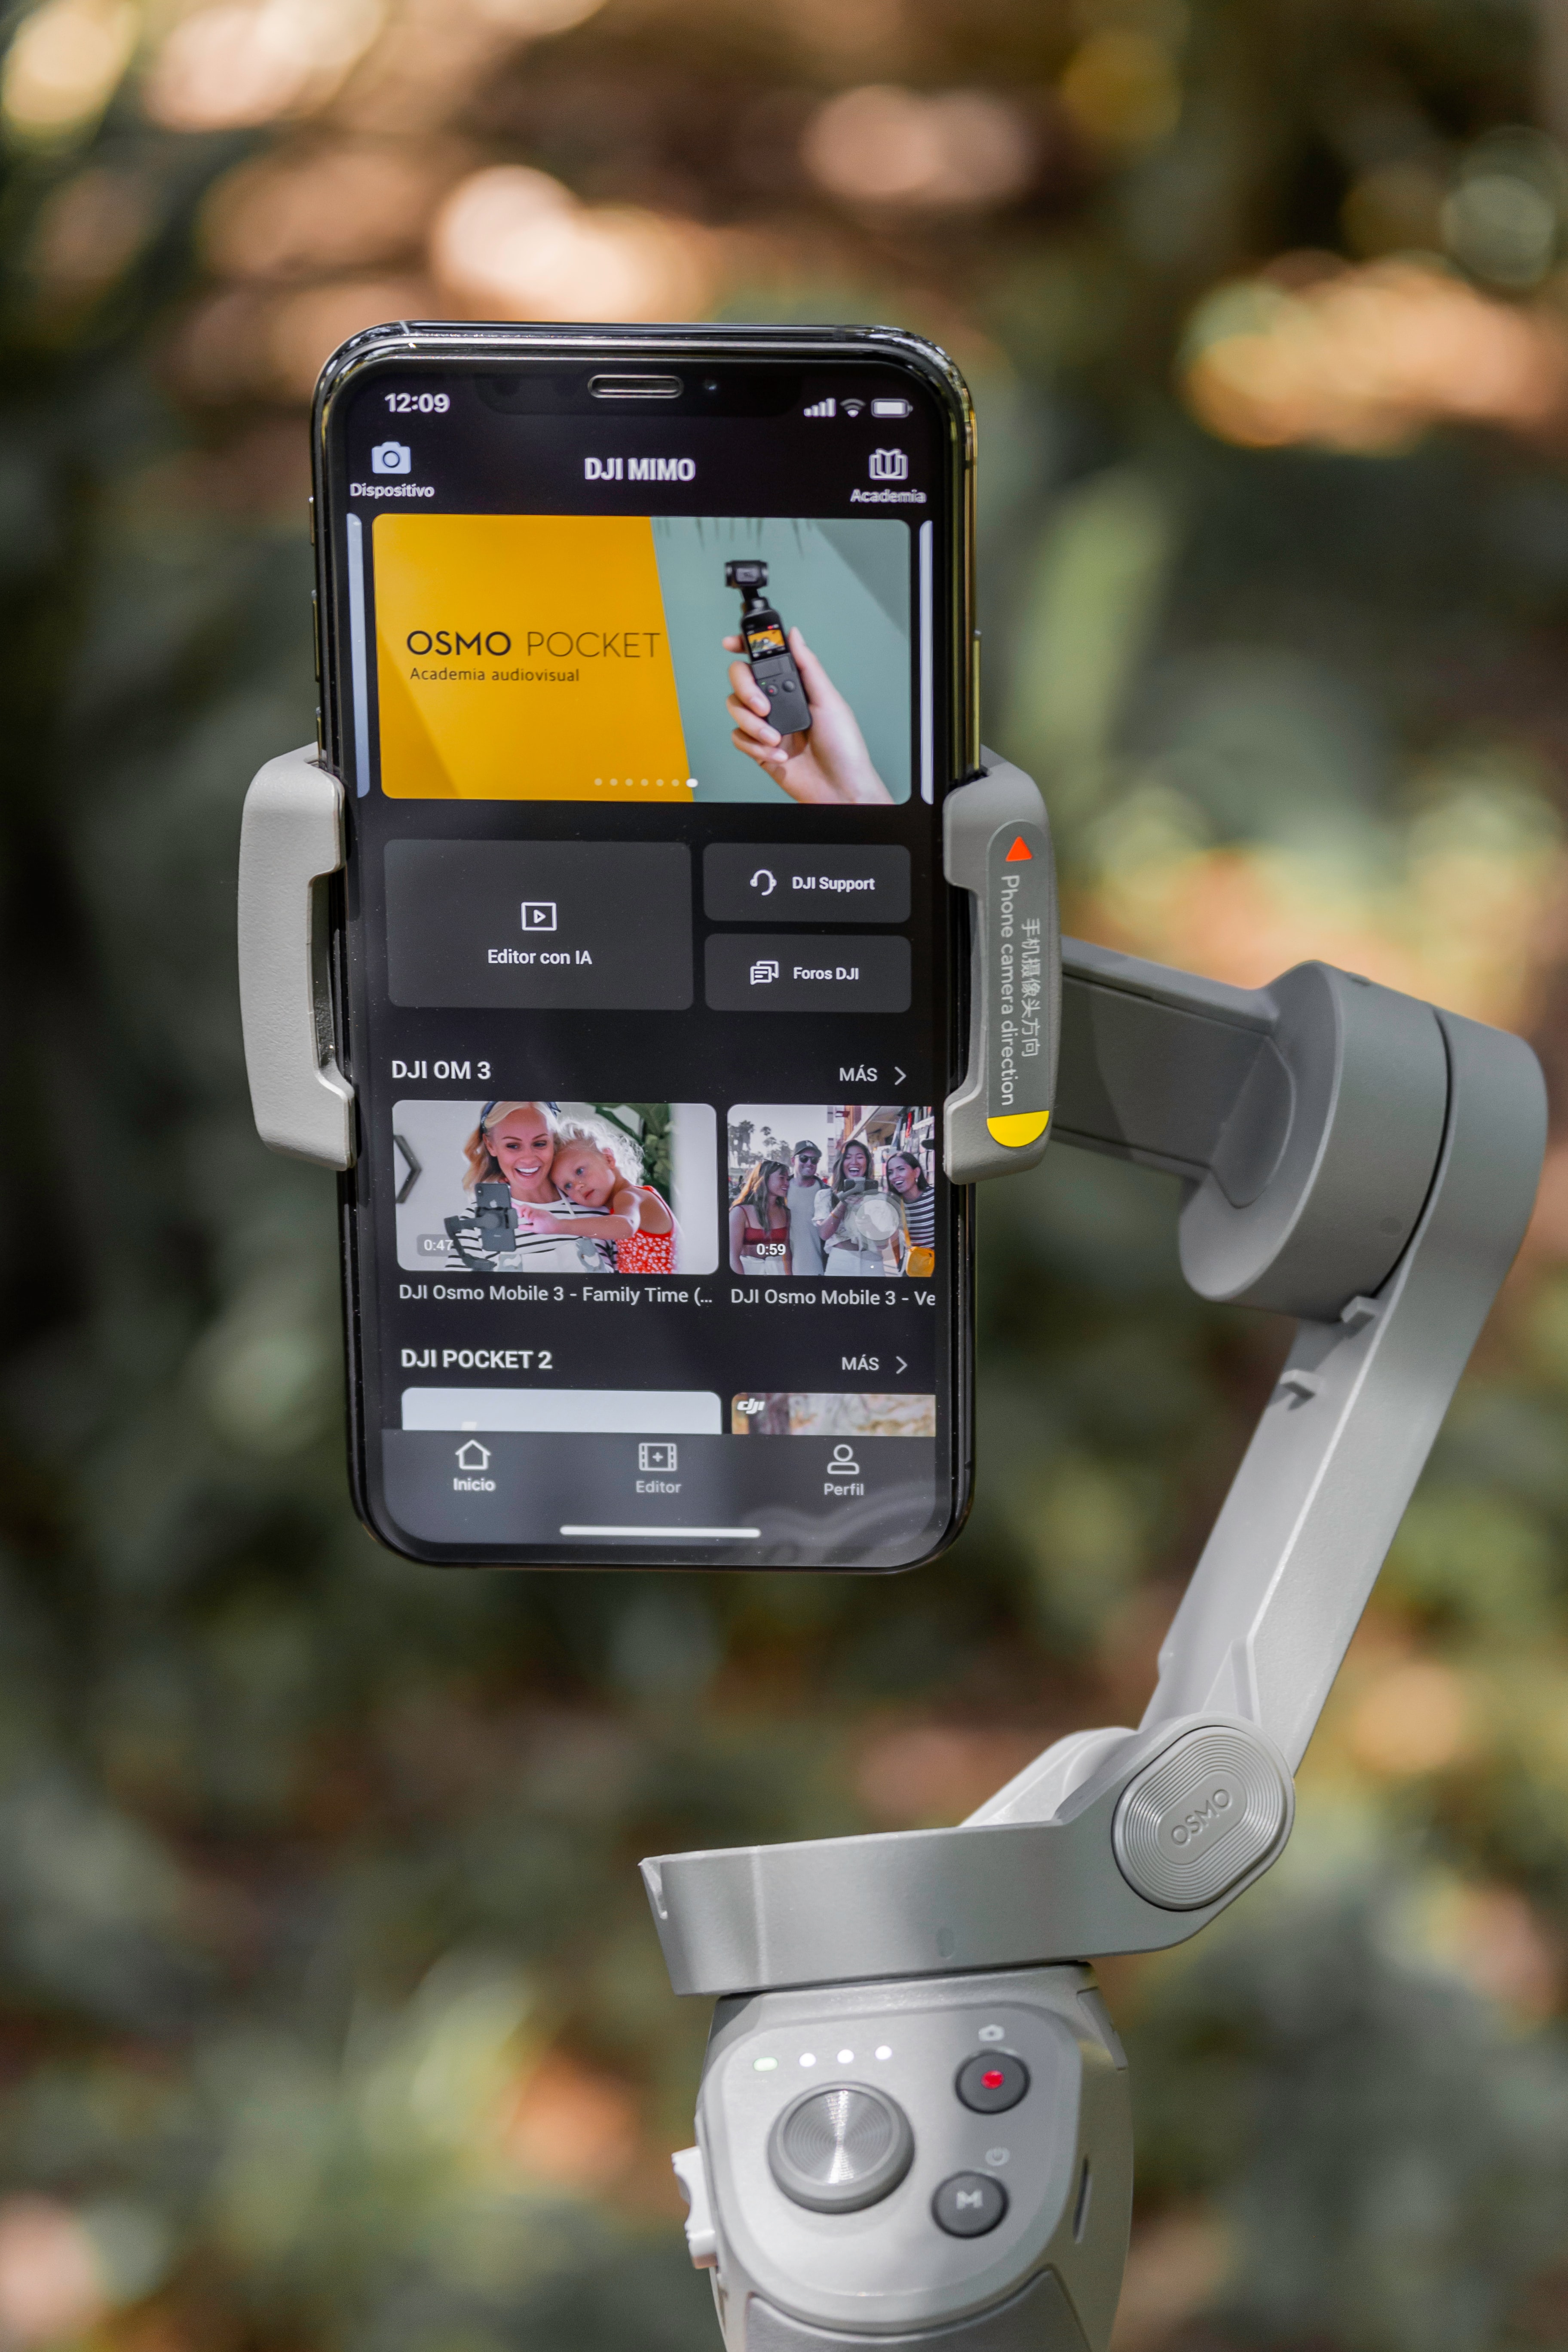 12:09
DJI MIMO
Dispositivo
Academia
OSMO POCKET
Academia audiovisual
Editor con IA
DJI Support
Foros DJI
DJI OM 3
MÁS
0:47
0:59
DJI Osmo Mobile 3 - Family Time (...
DJI Osmo Mobile 3 - Ve
DJI POCKET 2
MÁS
dji
Inicio
Editor
Perfil
手机摄像头方向
Phone camera direction
OSMO
M